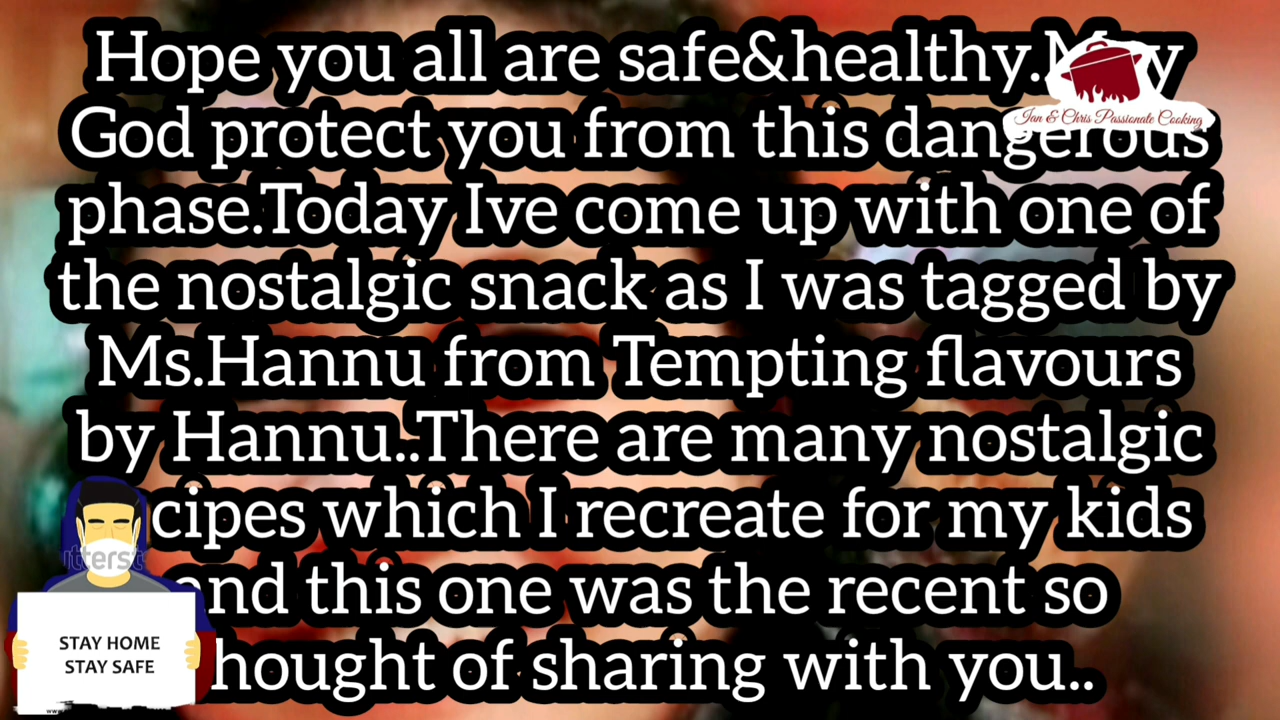 Hope you all are safe&healthy.May
God protect you from this dangerous
phase.Today Ive come up with one of
the nostalgic snack as I was tagged by
Ms.Hannu from Tempting flavours
by Hannu..There are many nostalgic
cipes which I recreate for my kids
and this one was the recent so
hought of sharing with you..
Jan & Chris Passionate Cooking
STAY HOME
STAY SAFE